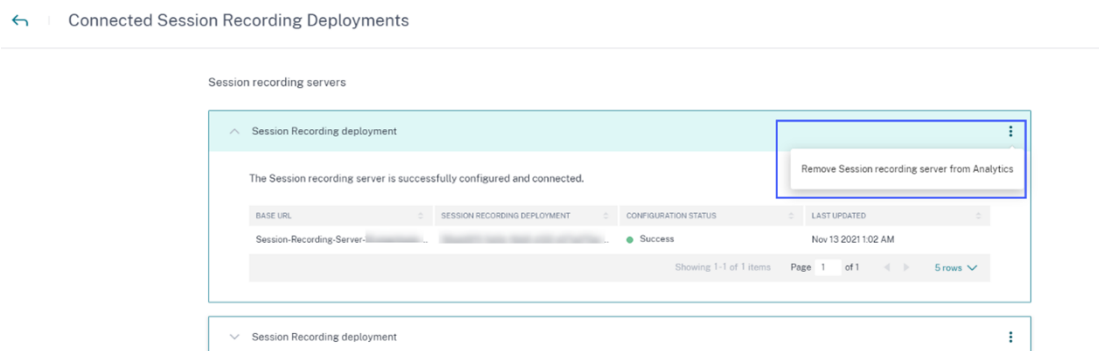 Connected Session Recording Deployments
Session recording servers
Session Recording deployment
Remove Session recording server from Analytics
The Session recording server is successfully configured and connected.
BASE URL SESSION RECORDING DEPLOYMENT CONFIGURATION STATUS LAST UPDATED
Session-Recording-Server- Success Nov 13 2021 1:02 AM
Showing 1-1 of 1 items Page 1 of 1 5 rows
Session Recording deployment